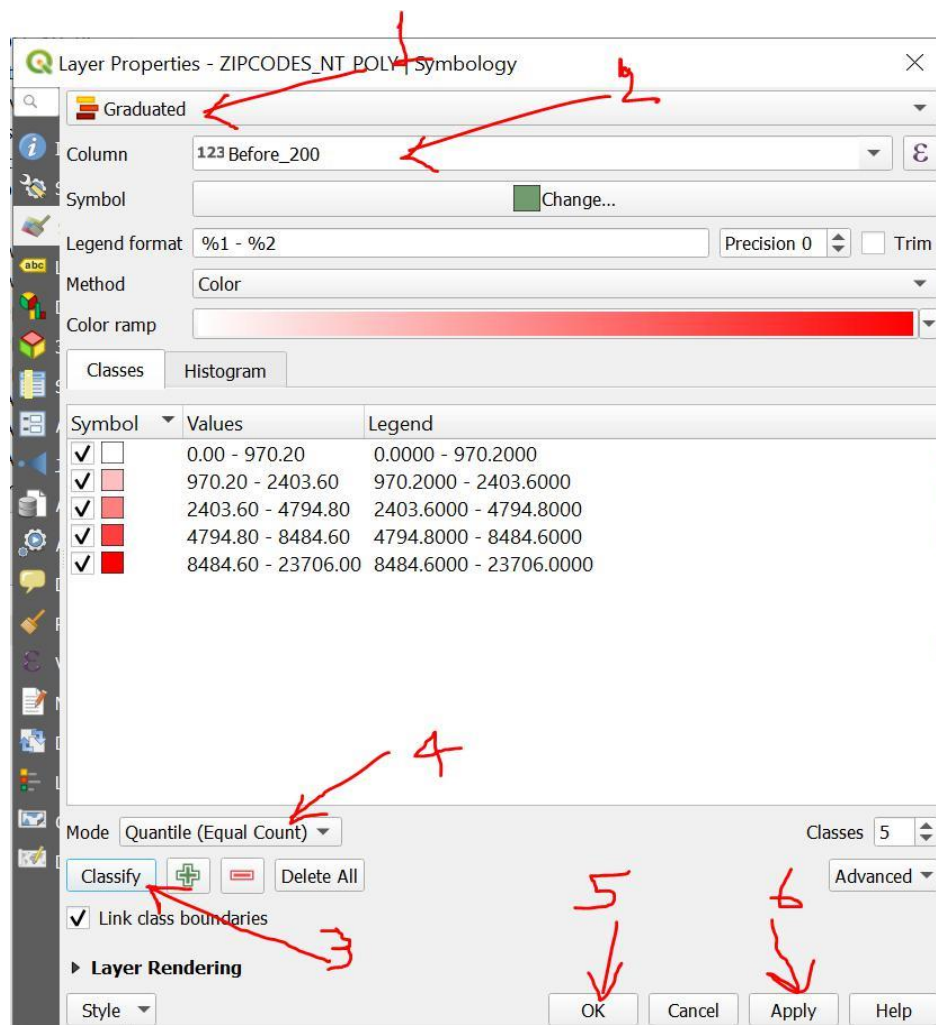 1
Layer Properties - ZIPCODES_NT_POLY | Symbology
2
Graduated
Column 123 Before_200 ε
Symbol Change...
Legend format %1 - %2 Precision 0 Trim
abc
Method Color
Color ramp
Classes Histogram
Symbol Values Legend
0.00 - 970.20 0.0000 - 970.2000
970.20 - 2403.60 970.2000 - 2403.6000
2403.60 - 4794.80 2403.6000 - 4794.8000
4794.80 - 8484.60 4794.8000 - 8484.6000
8484.60 - 23706.00 8484.6000 - 23706.0000
4
Mode Quantile (Equal Count) Classes 5
Classify Delete All Advanced
5 6
Link class boundaries
3
Layer Rendering
Style OK Cancel Apply Help